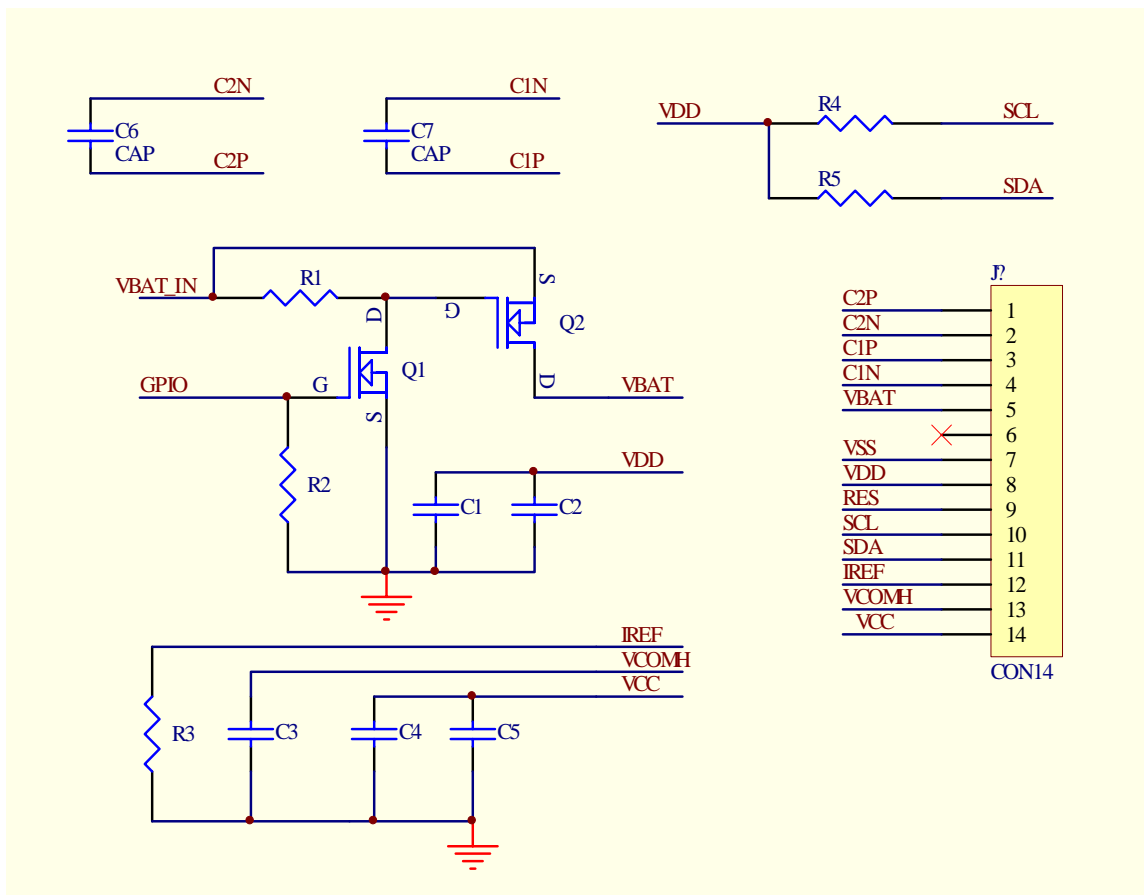 C2N
C6
CAP
C2P
C1N
C7
CAP
C1P
VDD
R4
SCL
R5
SDA
VBAT_IN
R1
S
D
G
Q2
Q1
GPIO
G
S
D
VBAT
R2
VDD
C1
C2
IREF
VCOMH
VCC
R3
C3
C4
C5
J?
C2P 1
C2N 2
C1P 3
C1N 4
VBAT 5
6
VSS 7
VDD 8
RES 9
SCL 10
SDA 11
IREF 12
VCOMH 13
VCC 14
CON14